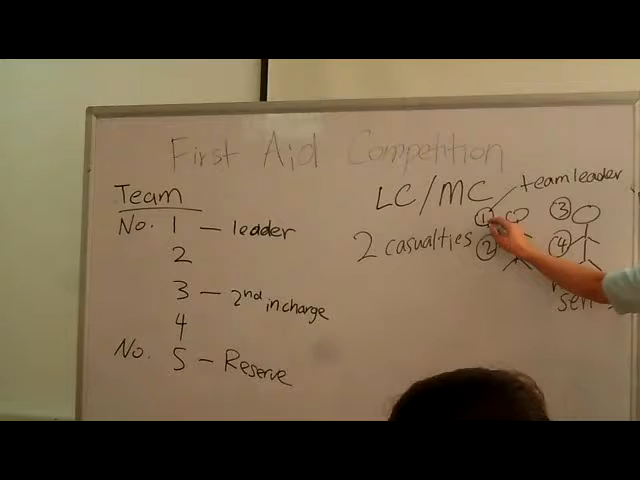 First Aid Competition
Team
No. 1 — leader
2
3 — 2nd in charge
4
No. 5 — Reserve
LC/MC
team leader
2 casualties
1
2
3
4